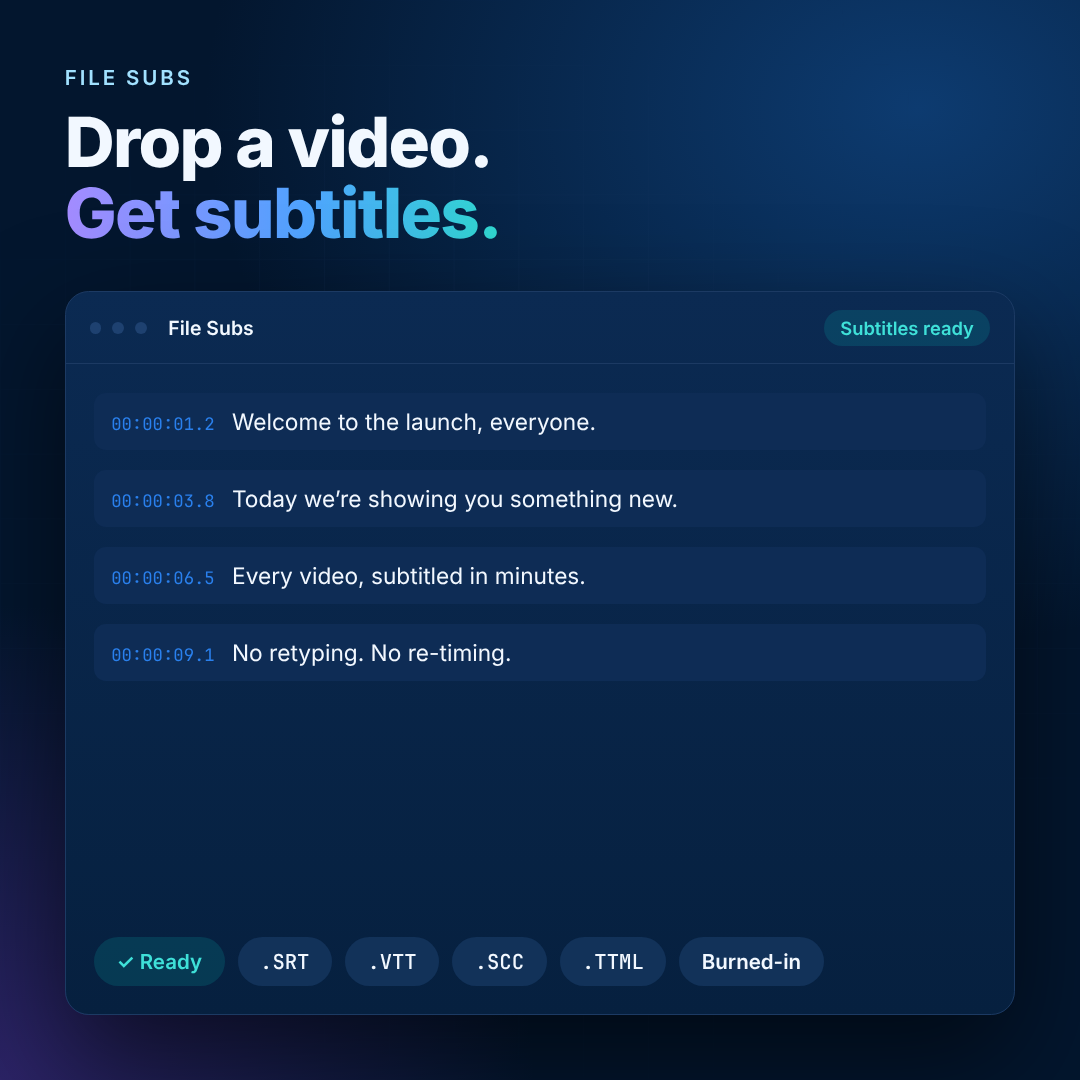 FILE SUBS
Drop a video.
Get subtitles.
File Subs
Subtitles ready
00:00:01.2 Welcome to the launch, everyone.
00:00:03.8 Today we’re showing you something new.
00:00:06.5 Every video, subtitled in minutes.
00:00:09.1 No retyping. No re-timing.
✓ Ready .SRT .VTT .SCC .TTML Burned-in